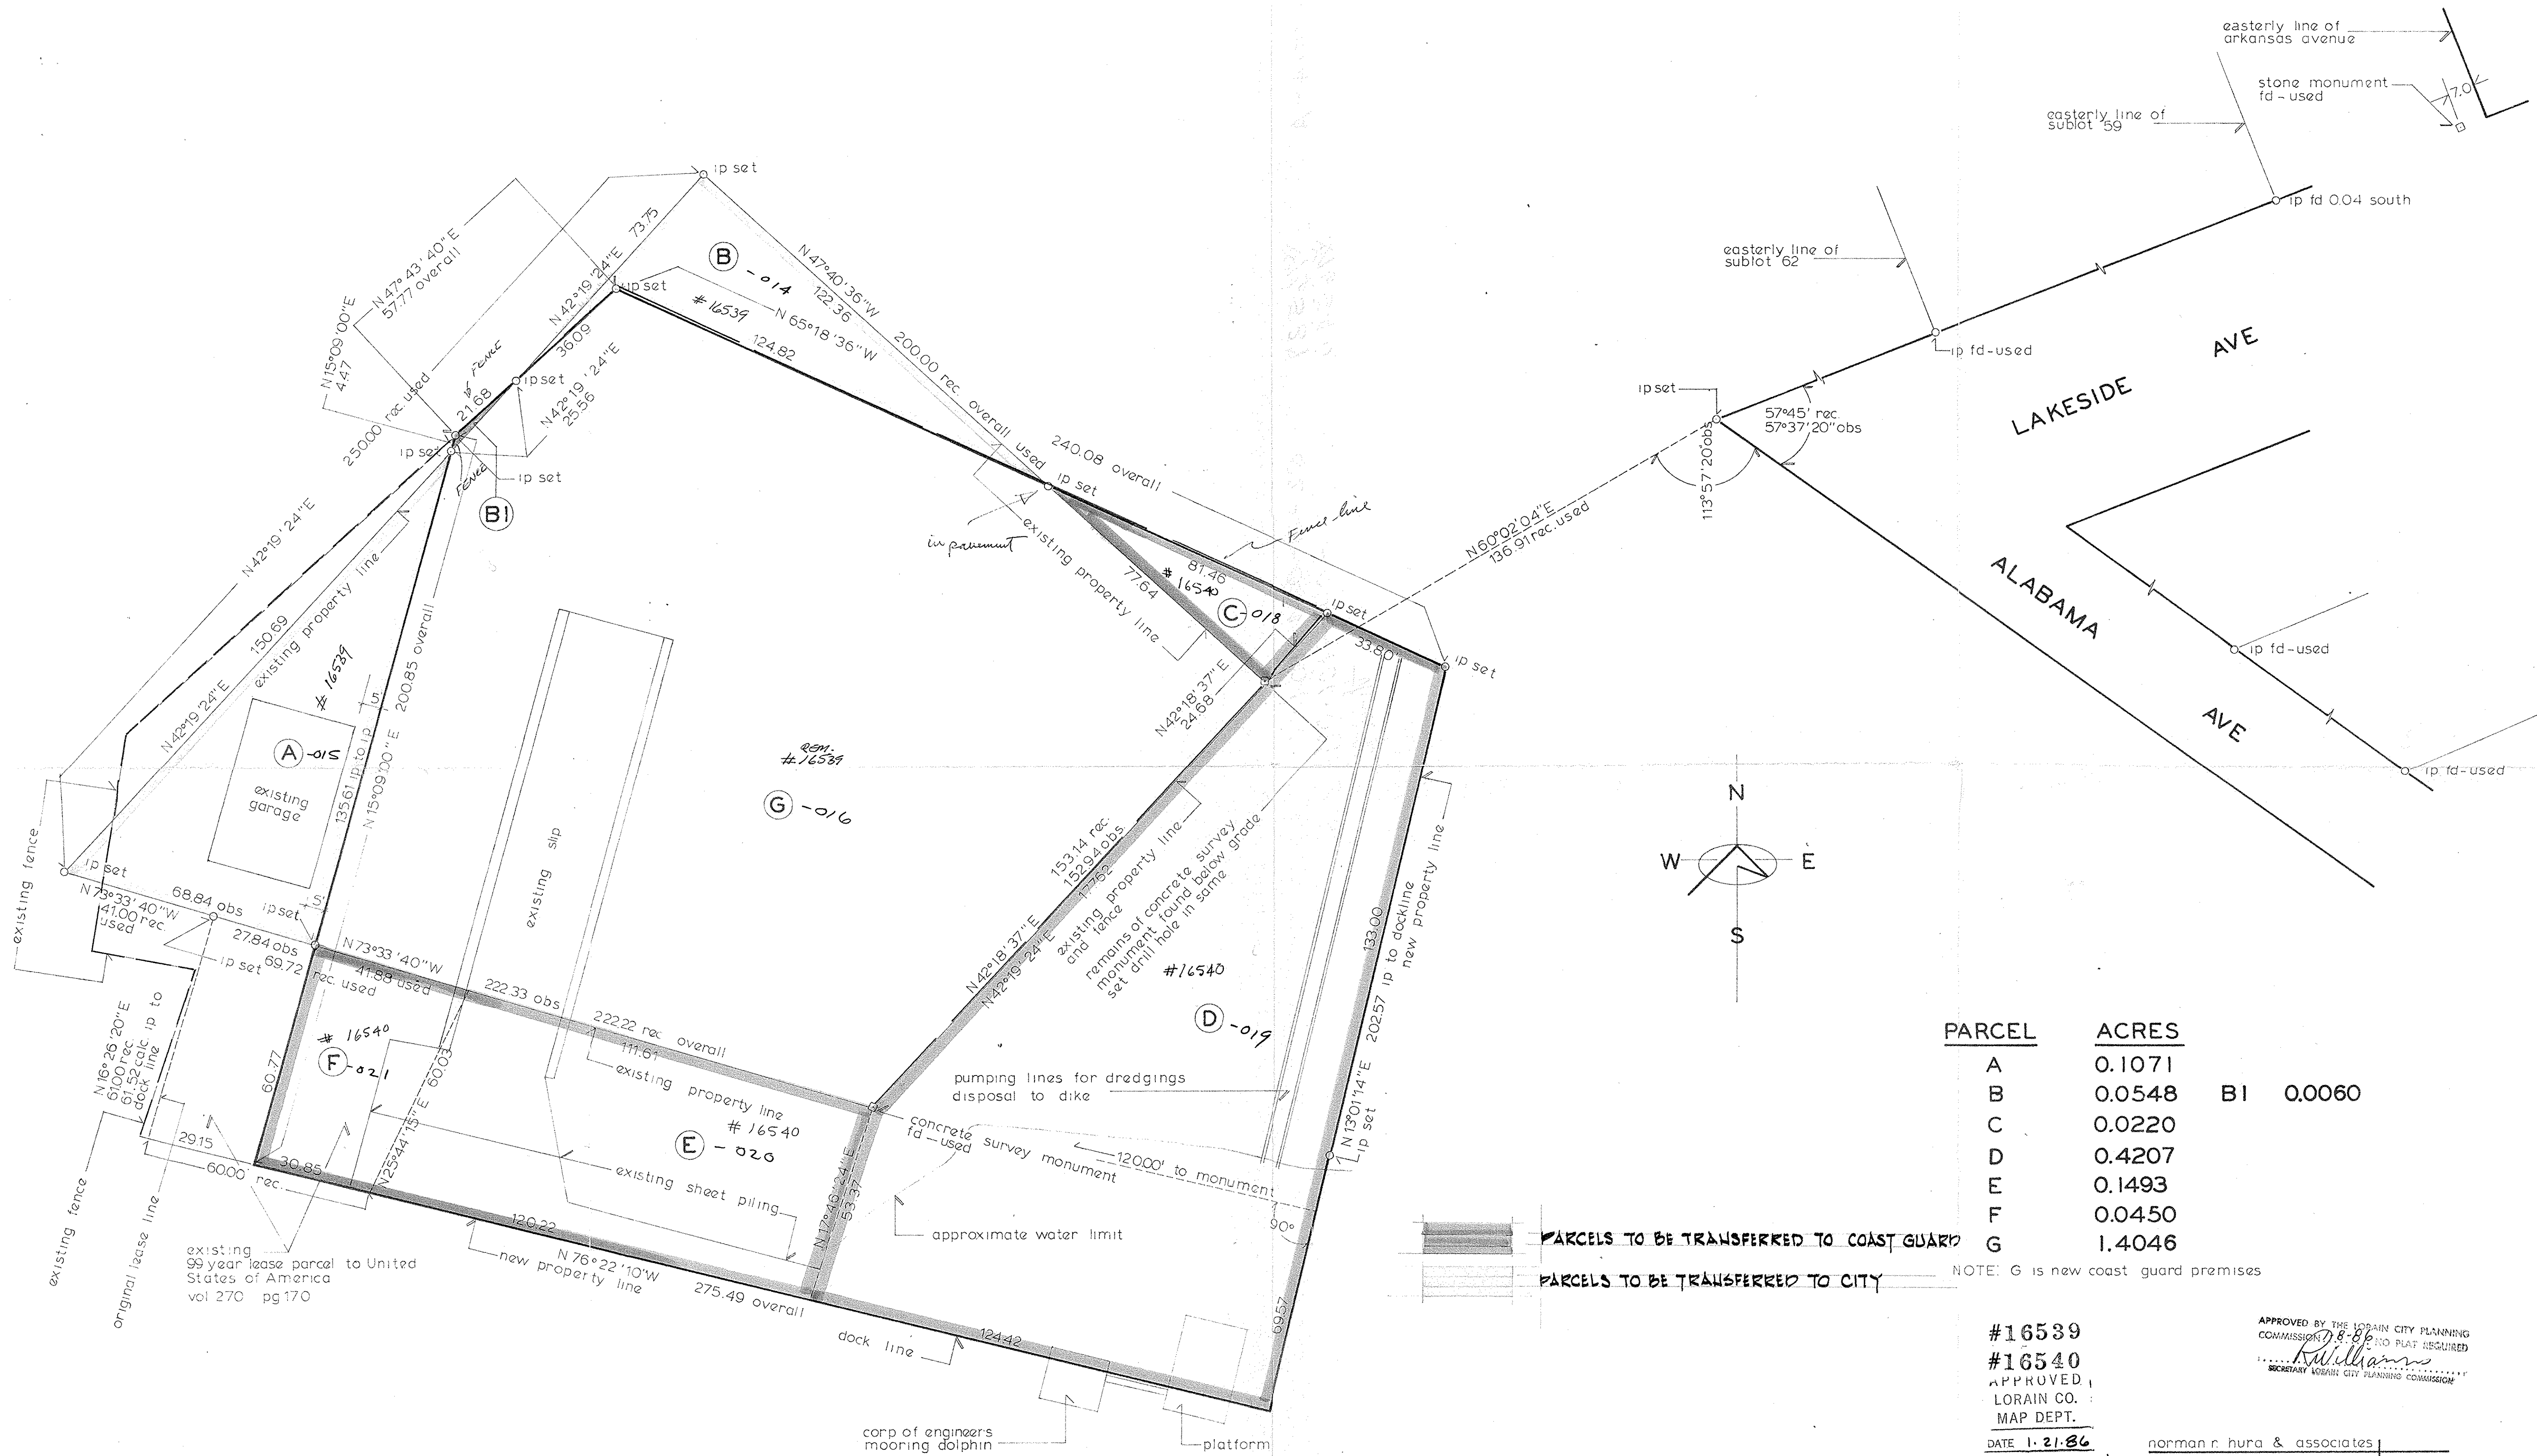 easterly line of
arkansas avenue
stone monument
fd - used
7.0
easterly line of
sublot 59
ip fd 0.04 south
easterly line of
sublot 62
ip fd-used
ip set
57°45' rec.
57°37'20"obs
113°57'20"obs
LAKESIDE AVE
ALABAMA AVE
ip fd-used
ip fd-used
N60°02'04"E
136.91 rec. used
ip set
N42°19'24"E 73.75
B
-014
#16539
N47°40'36"W
122.36
200.00 rec. overall used
N 65°18'36"W
124.82
N47°43'40"E
57.77 overall
ip set
36.09
N15°09'00"E
4.47
FENCE
21.68
ip set
N42°19'24"E
25.56
250.00 rec. used
ip set
FENCE
ip set
B1
N42°19'24"E
240.08 overall
ip set
in pavement
Fence line
existing property line
77.64
81.46
#16540
C-018
ip set
33.80
ip set
N42°18'37"E
24.68
150.69
existing property line
N42°19'24"E
#16539
5'
A-015
existing
garage
135.61 ip to ip
N15°09'00"E 200.85 overall
existing slip
REM.
#16539
G-016
153.14 rec.
152.94 obs.
177.62
existing property line
and fence
remains of concrete survey
monument found below grade
set drill hole in same
N42°18'37"E
N42°19'24"E
#16540
D-019
133.00
202.57 ip to dockline
new property line
N13°01'14"E
ip set
existing fence
ip set
N73°33'40"W
41.00 rec.
used
68.84 obs
ip set
5'
27.84 obs
ip set
69.72 rec. used
N73°33'40"W
41.88 used
222.33 obs
222.22 rec. overall
111.61
existing property line
#16540
E-020
#16540
F-021
60.77
N25°44'15"E 60.03
N16°26'20"E
61.00 rec.
61.52 calc. ip to
dock line
29.15
60.00 rec.
30.85
existing fence
original lease line
existing
99 year lease parcel to United
States of America
vol 270 pg 170
existing sheet piling
120.22
N 76°22'10"W
new property line
275.49 overall
N17°46'24"E
53.37
pumping lines for dredgings
disposal to dike
concrete survey monument
fd-used
120.00' to monument
90°
approximate water limit
69.57
dock line
124.42
corp of engineers
mooring dolphin
platform
N
W E
S
PARCEL ACRES
A 0.1071
B 0.0548 B1 0.0060
C 0.0220
D 0.4207
E 0.1493
F 0.0450
G 1.4046
NOTE: G is new coast guard premises
PARCELS TO BE TRANSFERRED TO COAST GUARD
PARCELS TO BE TRANSFERRED TO CITY
#16539
#16540
APPROVED
LORAIN CO.
MAP DEPT.
DATE 1.21.86
APPROVED BY THE LORAIN CITY PLANNING
COMMISSION NO PLAT REQUIRED
RWilliams
SECRETARY LORAIN CITY PLANNING COMMISSION
norman r. hura & associates